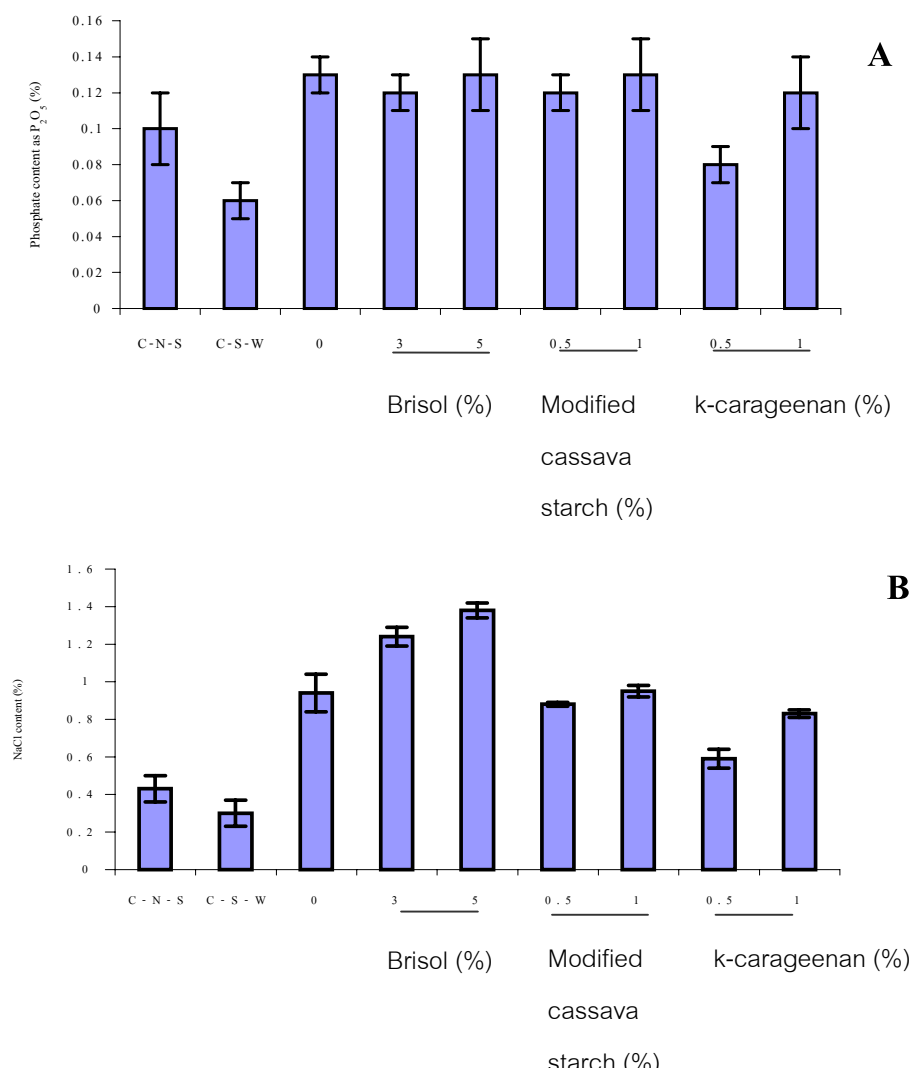 A
Phosphate content as P2O5 (%)
0.16
0.14
0.12
0.1
0.08
0.06
0.04
0.02
0
C-N-S C-S-W 0 3 5 0.5 1 0.5 1
Brisol (%) Modified k-carageenan (%)
cassava
starch (%)
B
NaCl content (%)
1.6
1.4
1.2
1
0.8
0.6
0.4
0.2
0
C-N-S C-S-W 0 3 5 0.5 1 0.5 1
Brisol (%) Modified k-carageenan (%)
cassava
starch (%)